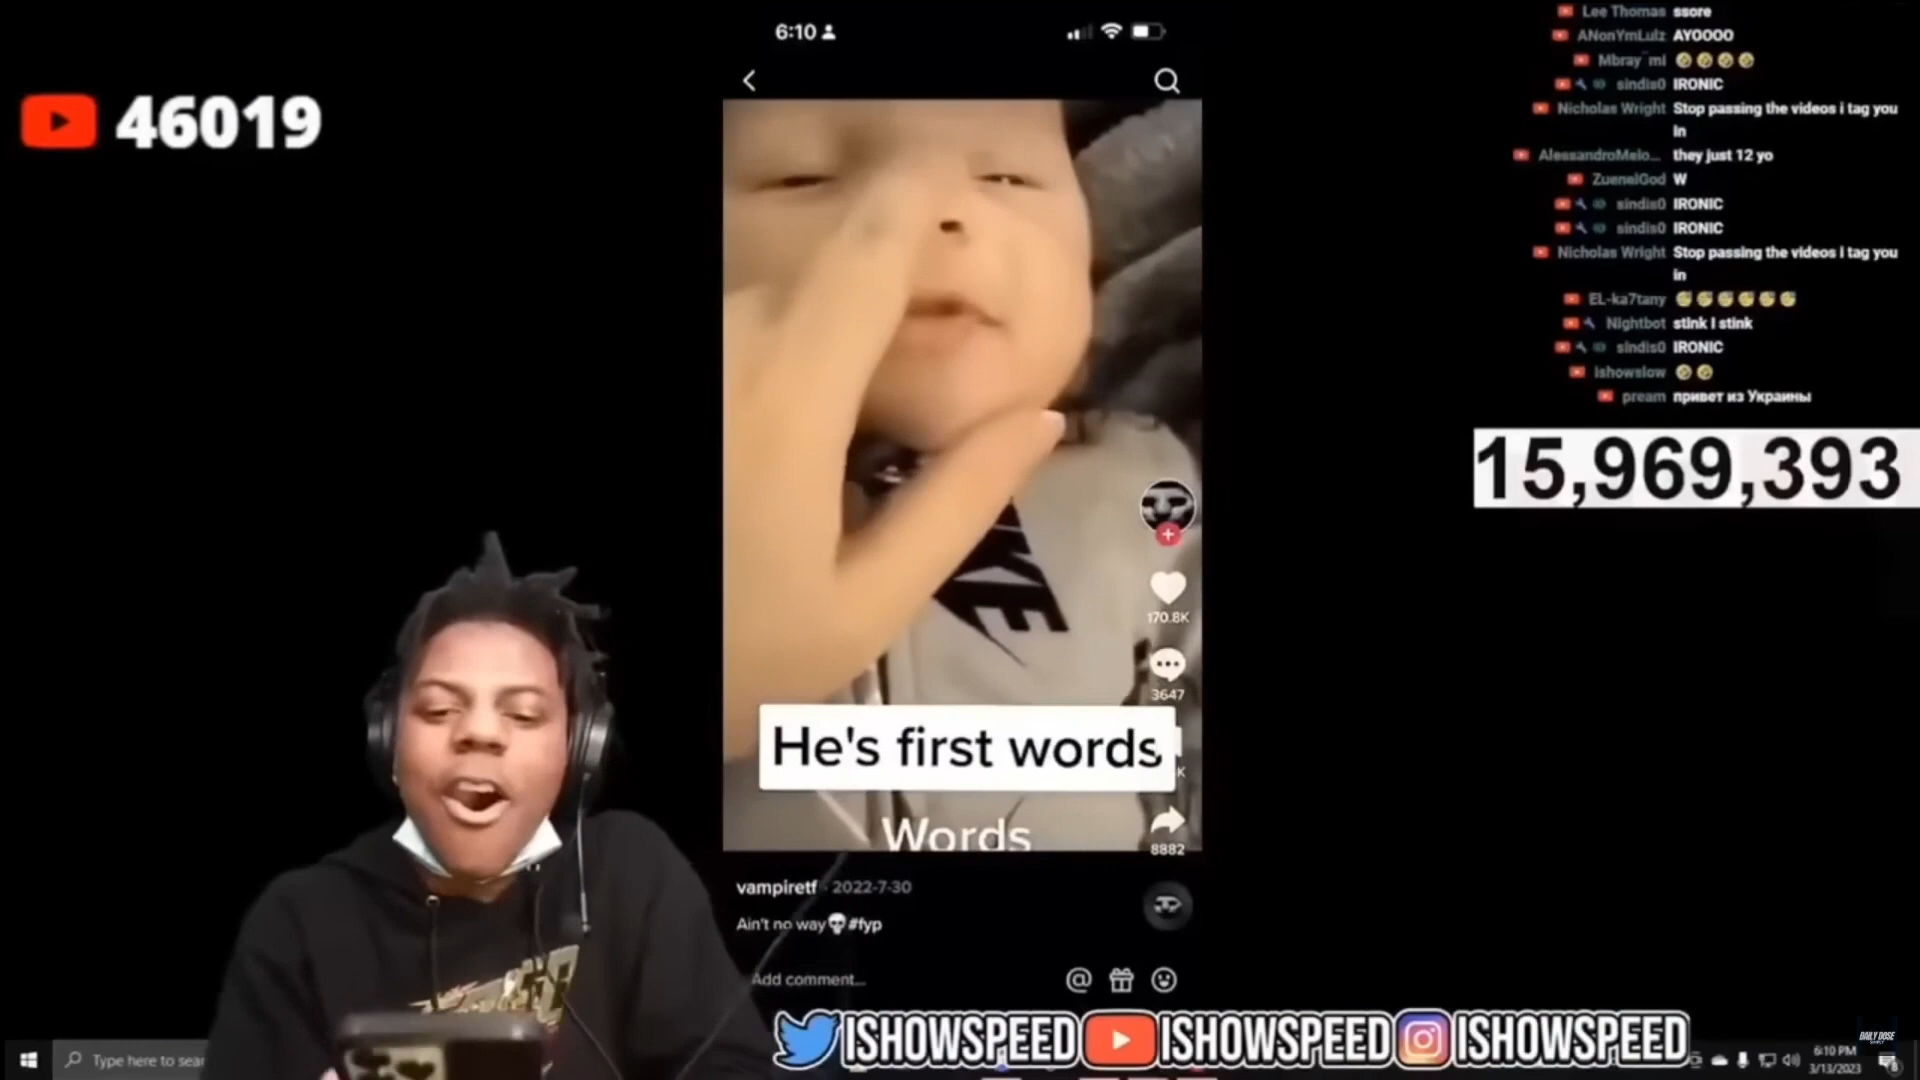 46019
6:10
Lee Thomas ssore
ANonYmLulz AYOOOO
Mbray¨mi
sindis0 IRONIC
Nicholas Wright Stop passing the videos i tag you
in
AlessandroMelo... they just 12 yo
ZuenelGod W
sindis0 IRONIC
sindis0 IRONIC
Nicholas Wright Stop passing the videos i tag you
in
EL-ka7tany
Nightbot stink I stink
sindis0 IRONIC
ishowslow
pream привет из Украины
15,969,393
170.8K
3647
He's first words
K
Words
8882
vampiretf · 2022-7-30
Ain't no way💀#fyp
Add comment...
ISHOWSPEED ISHOWSPEED ISHOWSPEED
Type here to sear
DAILY DOSE
6:10 PM
3/13/2023